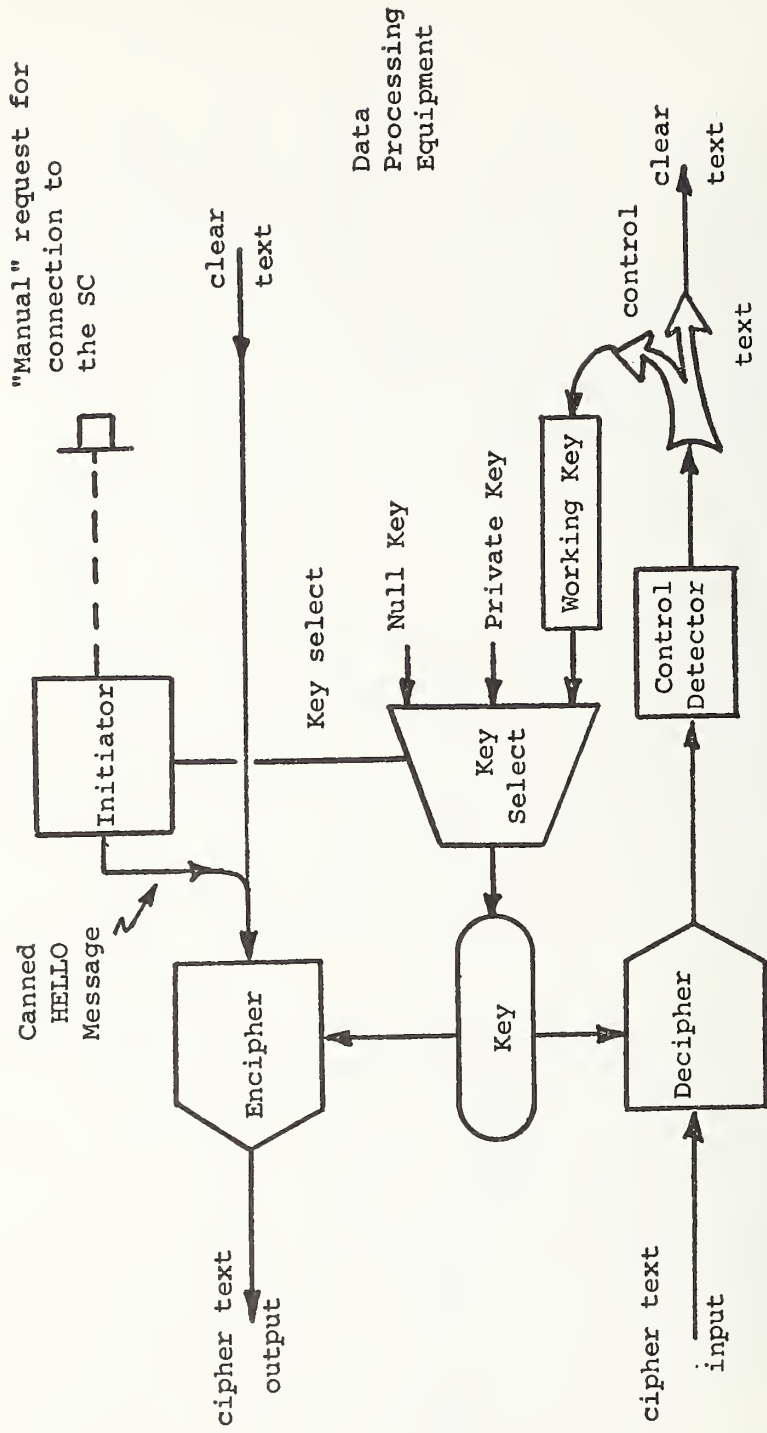 "Manual" request for
connection to
the SC
Canned
HELLO
Message
Initiator
Key select
clear
text
cipher text
output
Encipher
Data
Processing
Equipment
Null Key
Private Key
Working Key
Key
Select
Key
cipher text
input
Decipher
Control
Detector
control
text
clear
text